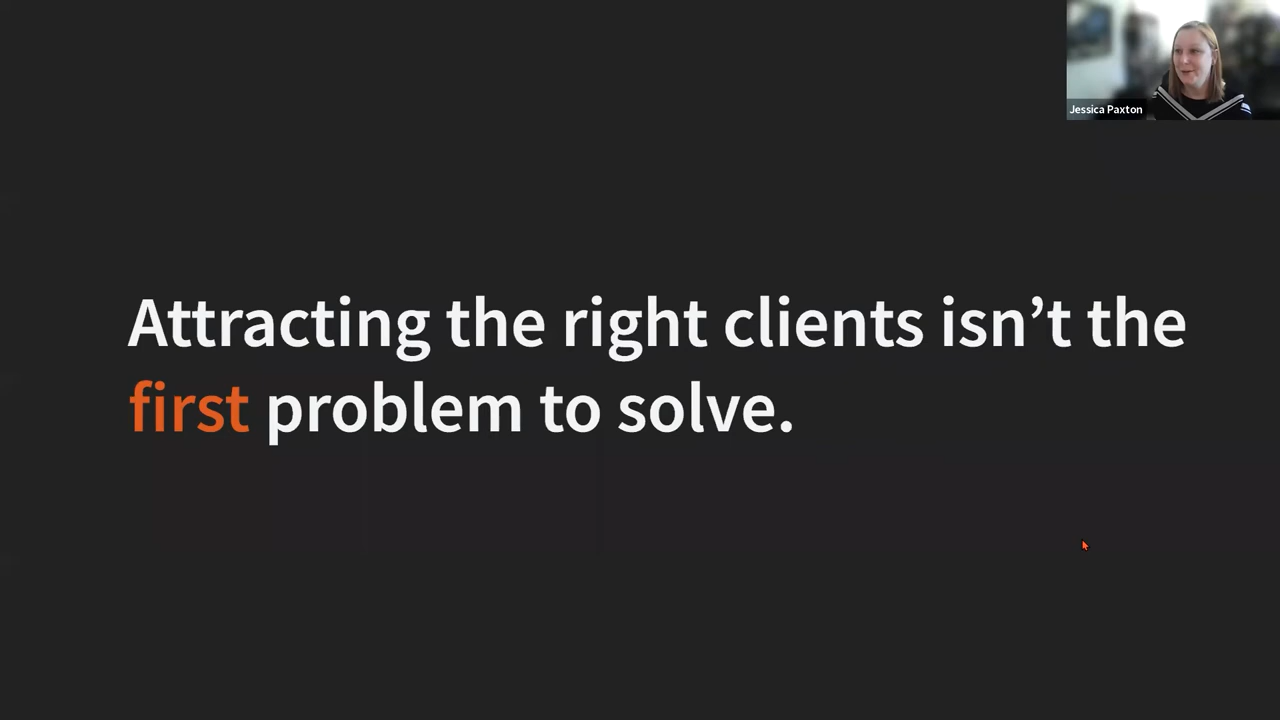 Jessica Paxton
Attracting the right clients isn’t the
first problem to solve.